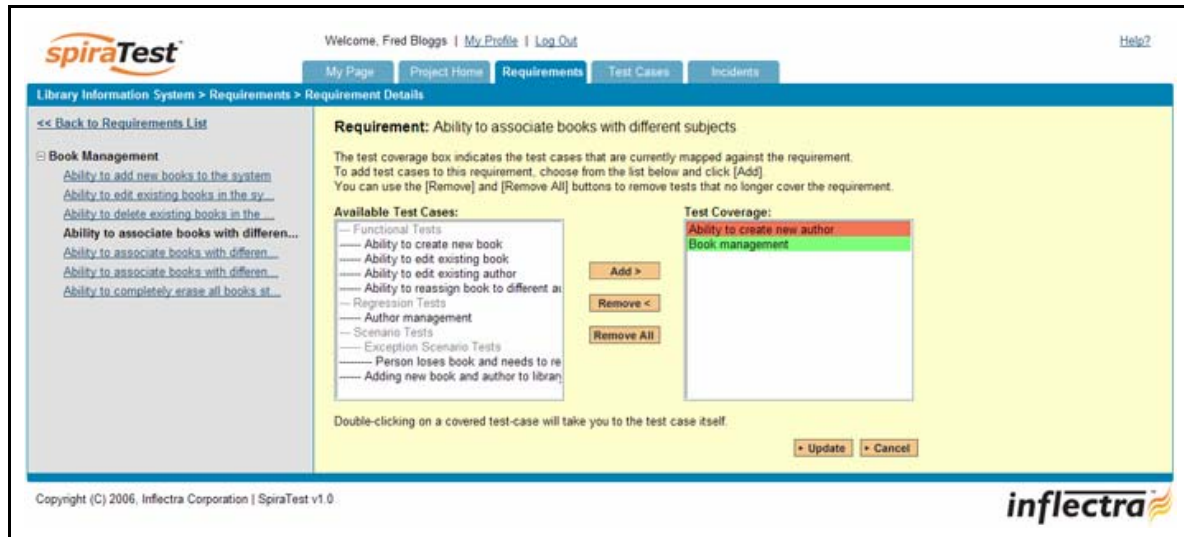 spiraTest
Welcome, Fred Bloggs | My Profile | Log Out
Help?
My Page
Project Home
Requirements
Test Cases
Incidents
Library Information System > Requirements > Requirement Details
<< Back to Requirements List
Book Management
Ability to add new books to the system
Ability to edit existing books in the sy...
Ability to delete existing books in the ...
Ability to associate books with differen...
Ability to associate books with differen...
Ability to associate books with differen...
Ability to completely erase all books st...
Requirement: Ability to associate books with different subjects
The test coverage box indicates the test cases that are currently mapped against the requirement.
To add test cases to this requirement, choose from the list below and click [Add].
You can use the [Remove] and [Remove All] buttons to remove tests that no longer cover the requirement.
Available Test Cases:
--- Functional Tests
------ Ability to create new book
------ Ability to edit existing book
------ Ability to edit existing author
------ Ability to reassign book to different au
--- Regression Tests
------ Author management
--- Scenario Tests
------ Exception Scenario Tests
--------- Person loses book and needs to re
------ Adding new book and author to library
Add >
Remove <
Remove All
Test Coverage:
Ability to create new author
Book management
Double-clicking on a covered test-case will take you to the test case itself.
Update
Cancel
Copyright (C) 2006, Inflectra Corporation | SpiraTest v1.0
inflectra